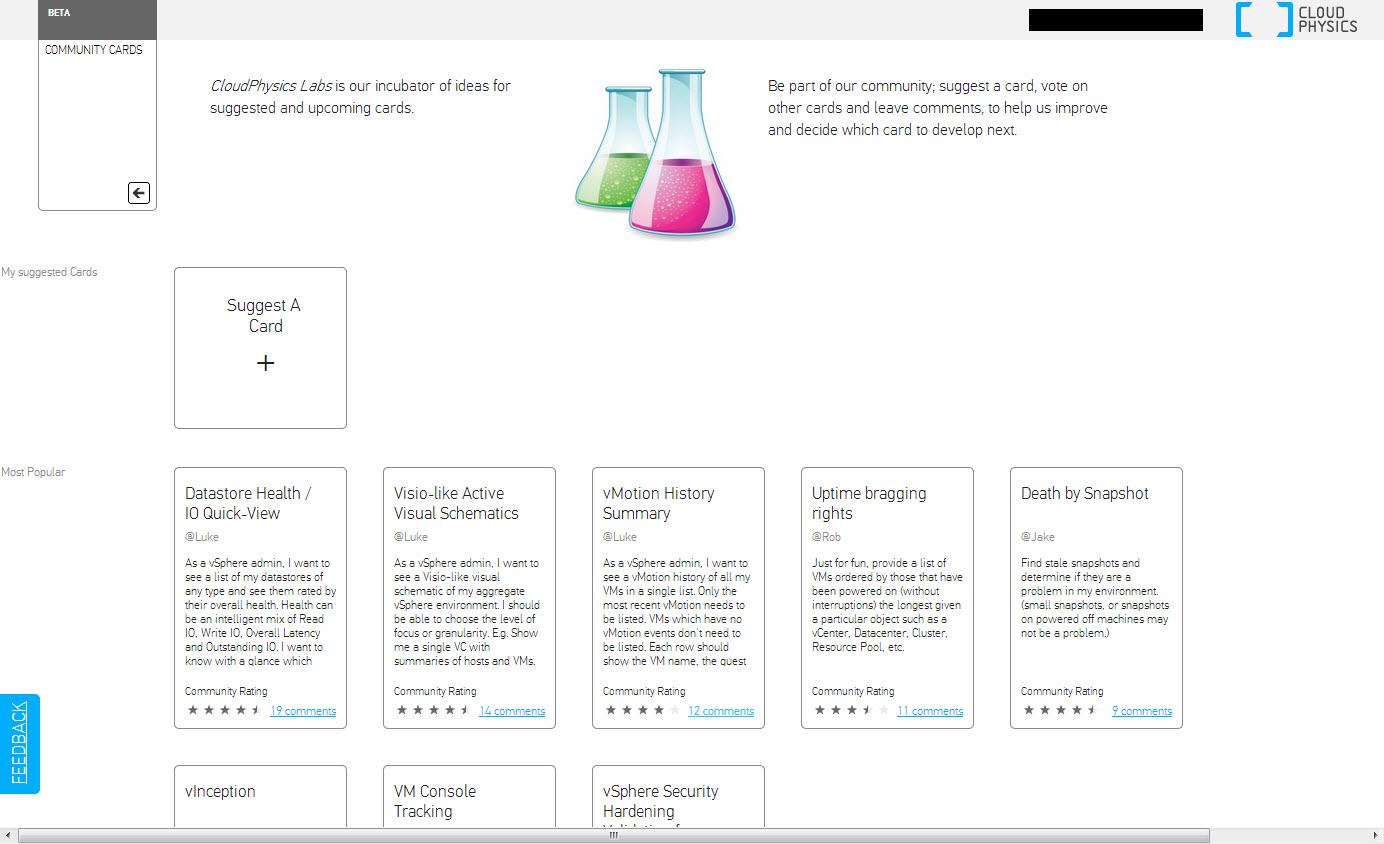 BETA
COMMUNITY CARDS
CLOUD
PHYSICS
CloudPhysics Labs is our incubator of ideas for
suggested and upcoming cards.
Be part of our community; suggest a card, vote on
other cards and leave comments, to help us improve
and decide which card to develop next.
My suggested Cards
Suggest A
Card
+
Most Popular
Datastore Health /
IO Quick-View
@Luke
As a vSphere admin, I want to
see a list of my datastores of
any type and see them rated by
their overall health. Health can
be an intelligent mix of Read
IO, Write IO, Overall Latency
and Outstanding IO. I want to
know with a glance which
Community Rating
19 comments
Visio-like Active
Visual Schematics
@Luke
As a vSphere admin, I want to
see a Visio-like visual
schematic of my aggregate
vSphere environment. I should
be able to choose the level of
focus or granularity. E.g. Show
me a single VC with
summaries of hosts and VMs.
Community Rating
14 comments
vMotion History
Summary
@Luke
As a vSphere admin, I want to
see a vMotion history of all my
VMs in a single list. Only the
most recent vMotion needs to
be listed. VMs which have no
vMotion events don't need to
be listed. Each row should
show the VM name, the guest
Community Rating
12 comments
Uptime bragging
rights
@Rob
Just for fun, provide a list of
VMs ordered by those that have
been powered on (without
interruptions) the longest given
a particular object such as a
vCenter, Datacenter, Cluster,
Resource Pool, etc.
Community Rating
11 comments
Death by Snapshot
@Jake
Find stale snapshots and
determine if they are a
problem in my environment.
(small snapshots, or snapshots
on powered off machines may
not be a problem.)
Community Rating
9 comments
FEEDBACK
vInception
VM Console
Tracking
vSphere Security
Hardening
Validation for